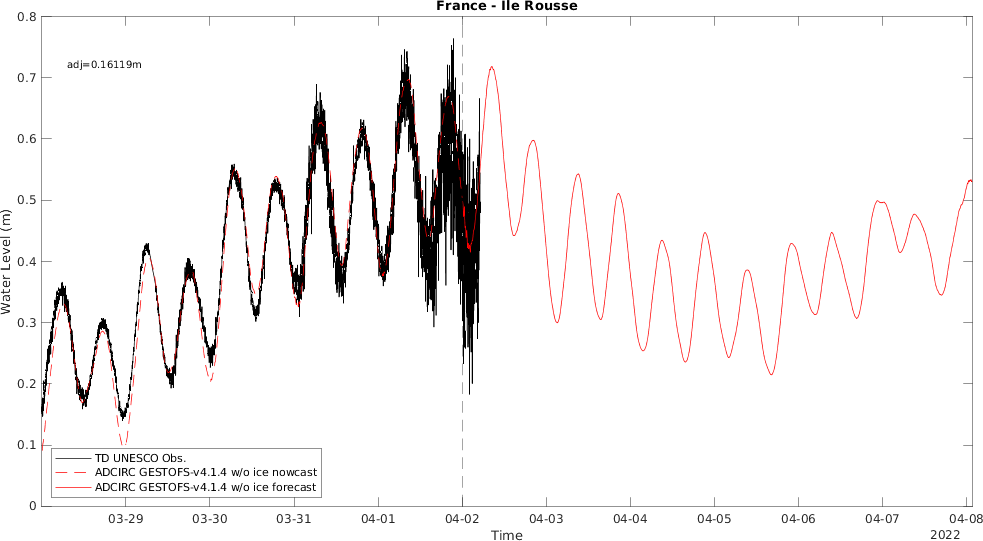 France - Ile Rousse
adj=0.16119m
Water Level (m)
0.8
0.7
0.6
0.5
0.4
0.3
0.2
0.1
0
TD UNESCO Obs.
ADCIRC GESTOFS-v4.1.4 w/o ice nowcast
ADCIRC GESTOFS-v4.1.4 w/o ice forecast
03-29 03-30 03-31 04-01 04-02 04-03 04-04 04-05 04-06 04-07 04-08
Time
2022